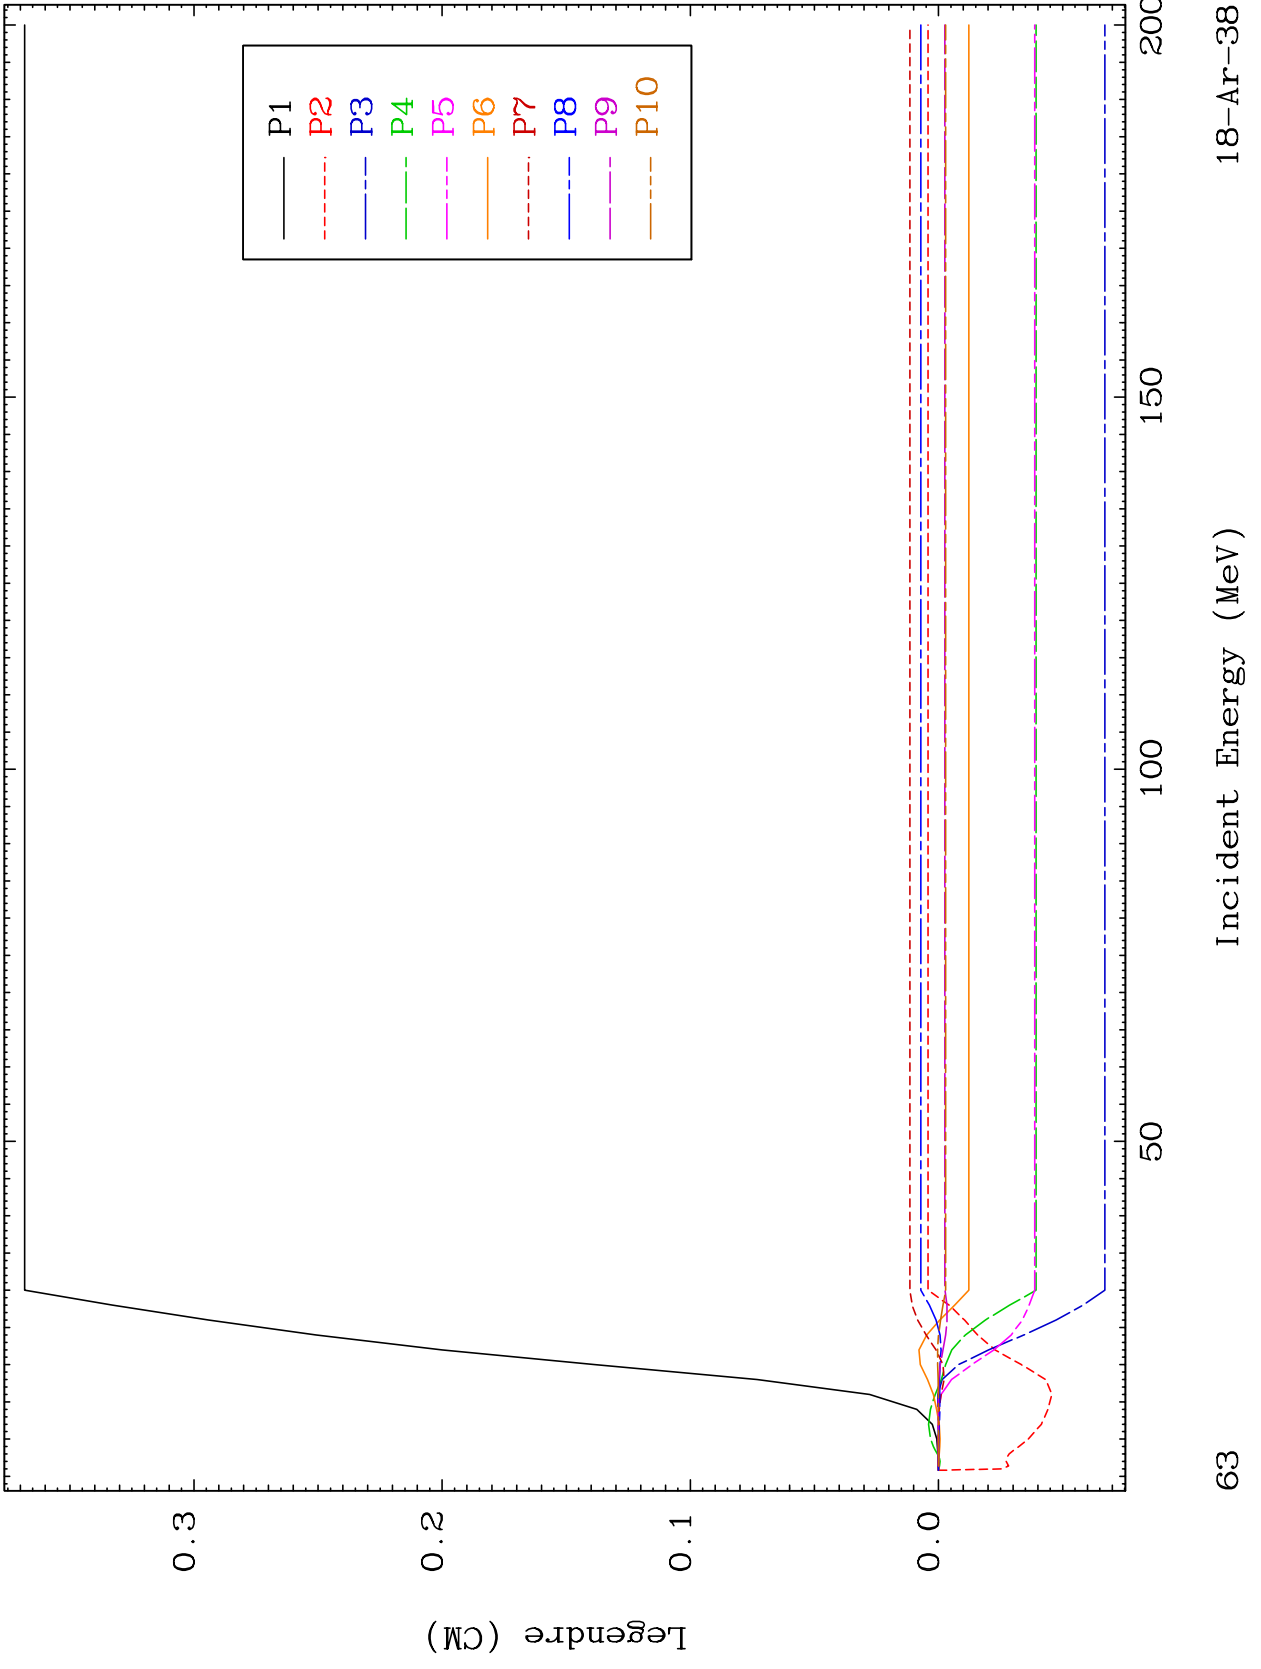 Legendre (CM)
0.3
0.2
0.1
0.0
P1
P2
P3
P4
P5
P6
P7
P8
P9
P10
50
100
150
200
Incident Energy (MeV)
63
18-Ar-38